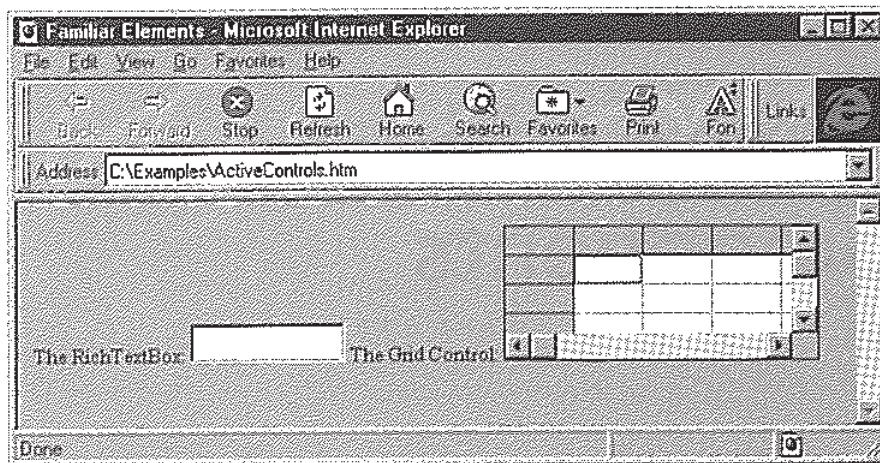 Familiar Elements - Microsoft Internet Explorer
File Edit View Go Favorites Help
Back Forward Stop Refresh Home Search Favorites Print Fon Links
Address C:\Examples\ActiveControls.htm
The RichTextBox The Grid Control
Done